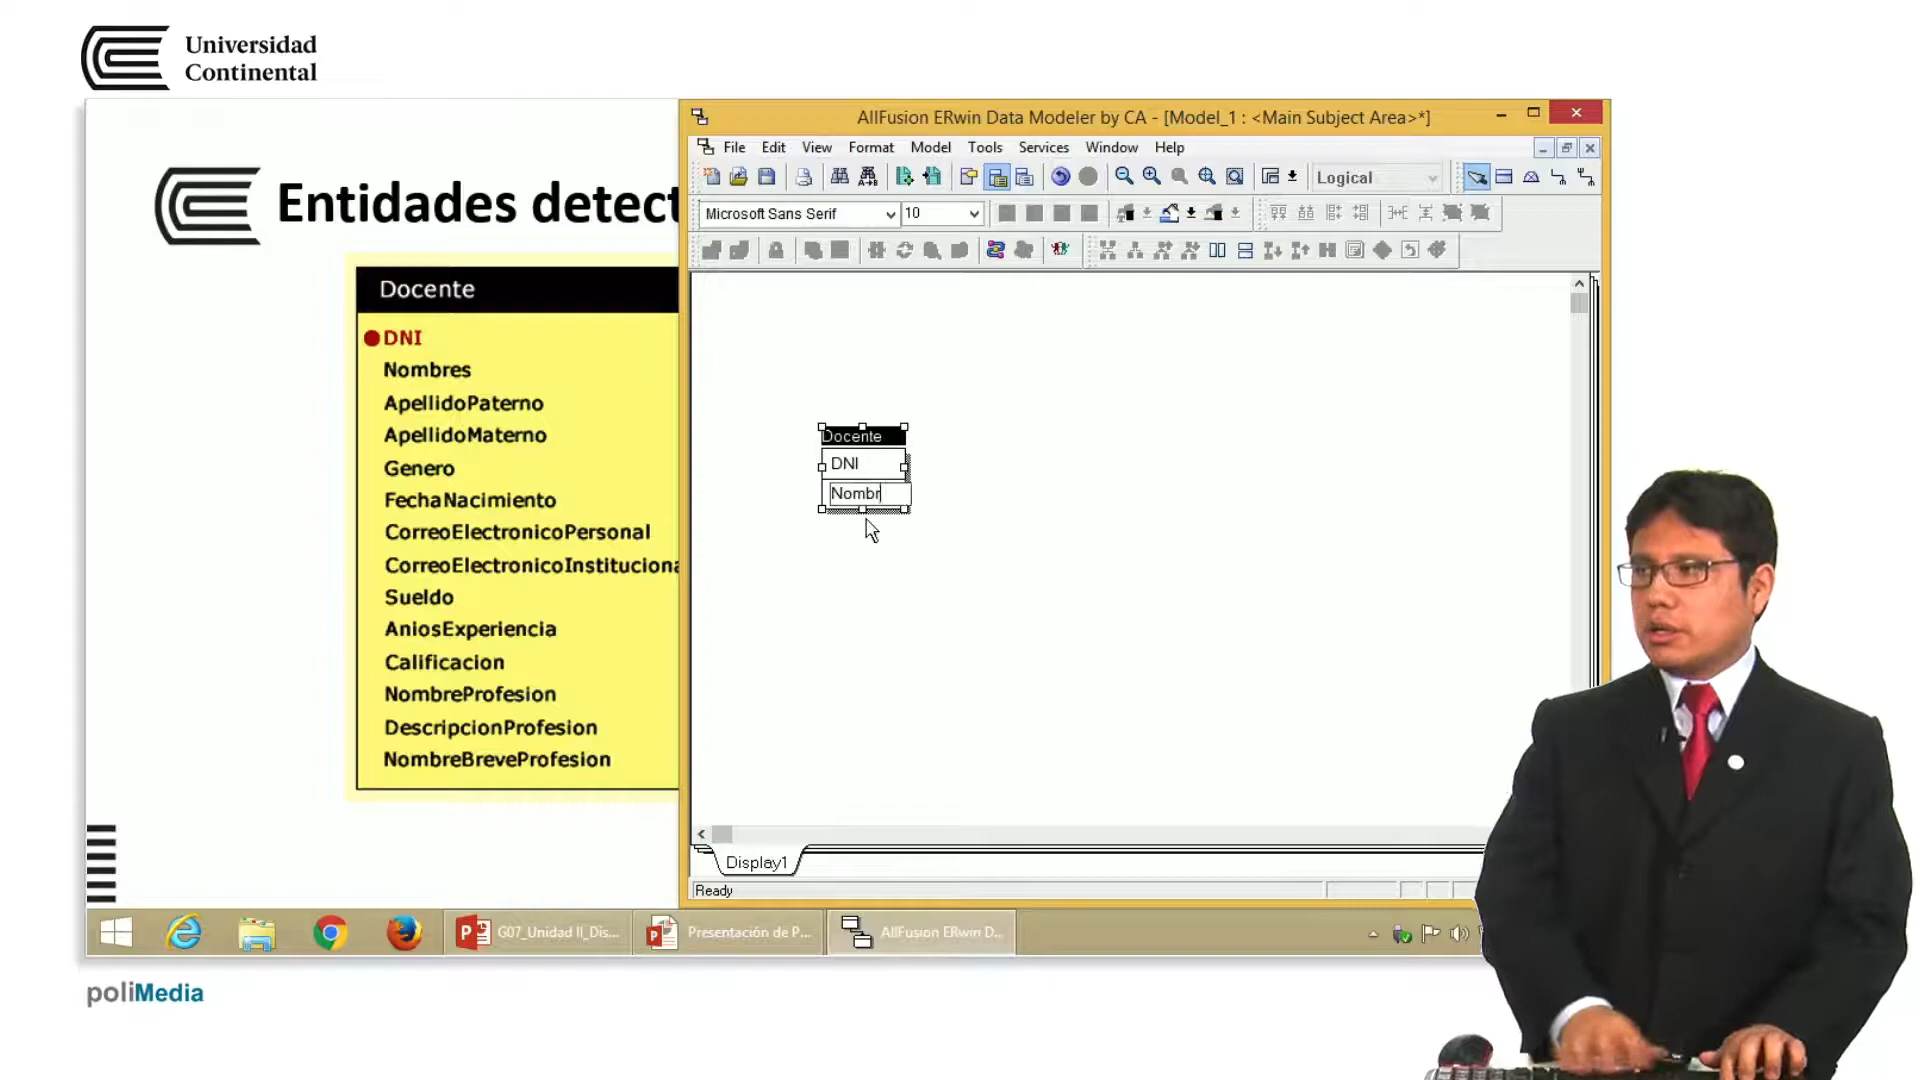 Universidad
Continental
AllFusion ERwin Data Modeler by CA - [Model_1 : <Main Subject Area>*]
File Edit View Format Model Tools Services Window Help
Logical
Microsoft Sans Serif 10
Entidades detect
Docente
DNI
Nombres
ApellidoPaterno
ApellidoMaterno
Genero
FechaNacimiento
CorreoElectronicoPersonal
CorreoElectronicoInstituciona
Sueldo
AniosExperiencia
Calificacion
NombreProfesion
DescripcionProfesion
NombreBreveProfesion
Docente
DNI
Nombr
Display1
Ready
G07_Unidad II_Dis...
Presentación de P...
AllFusion ERwin D...
poliMedia